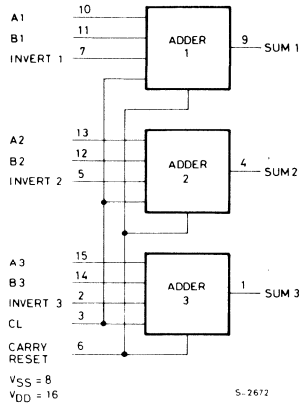 A1 10
B1 11
INVERT 1 7
ADDER 1
9 SUM 1
A2 13
B2 12
INVERT 2 5
ADDER 2
4 SUM 2
A3 15
B3 14
INVERT 3 2
CL 3
ADDER 3
1 SUM 3
CARRY RESET 6
VSS = 8
VDD = 16
S-2672